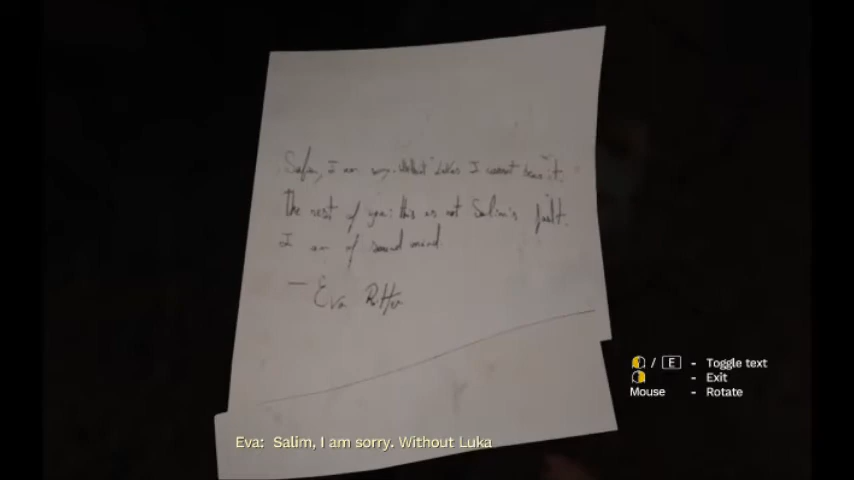 Salim, I am sorry. Without Luka I cannot bear it.
The rest of you: this is not Salim's fault.
I am of sound mind.
— Eva Ritter
/ E - Toggle text
- Exit
Mouse - Rotate
Eva: Salim, I am sorry. Without Luka